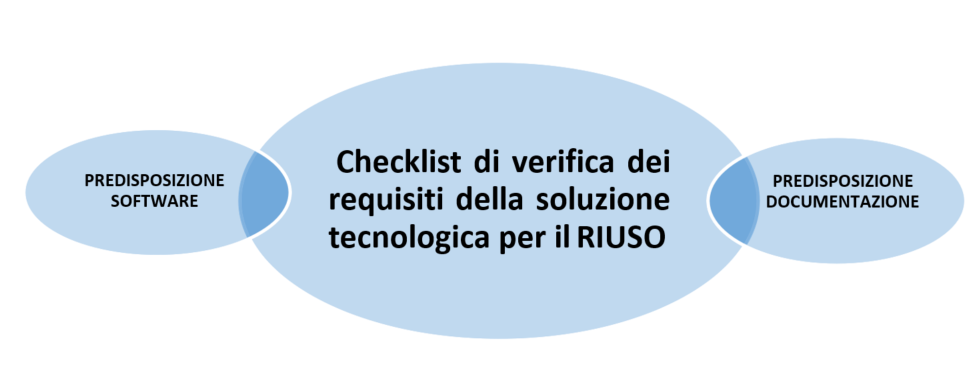 PREDISPOSIZIONE
SOFTWARE
Checklist di verifica dei
requisiti della soluzione
tecnologica per il RIUSO
PREDISPOSIZIONE
DOCUMENTAZIONE